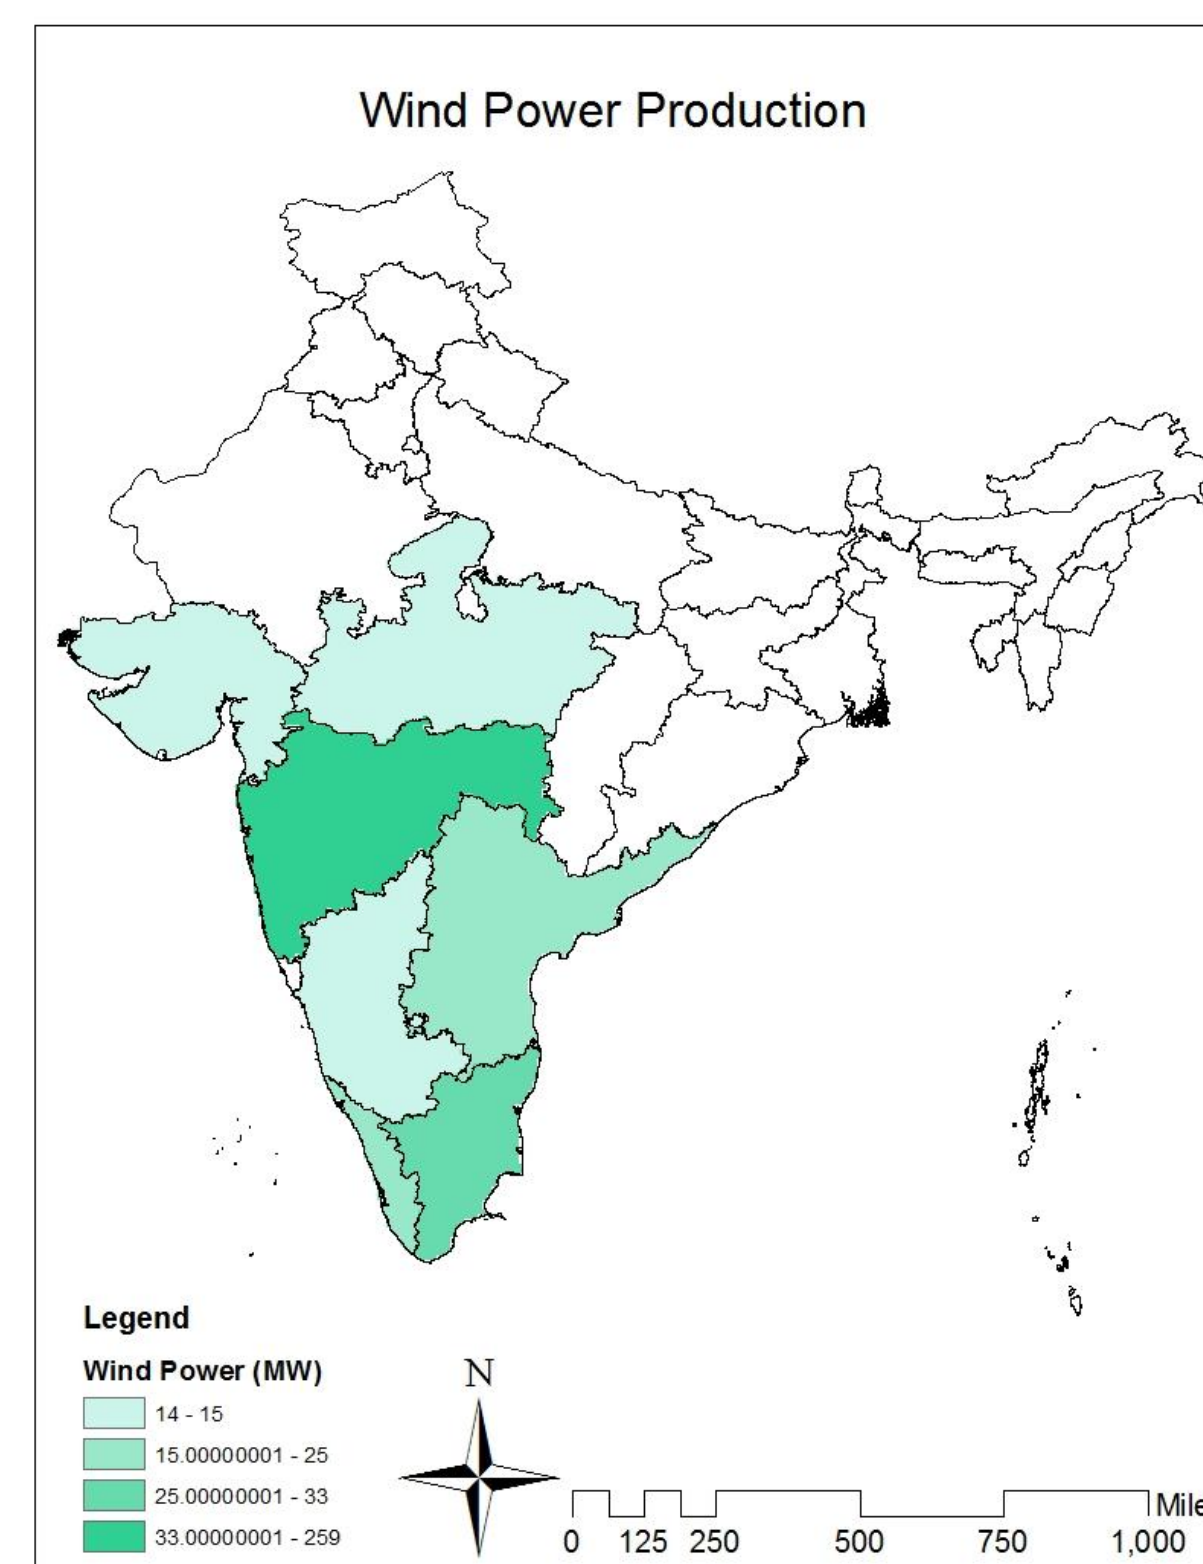 Wind Power Production
Legend
Wind Power (MW)
14 - 15
15.00000001 - 25
25.00000001 - 33
33.00000001 - 259
N
Mile
0 125 250 500 750 1,000